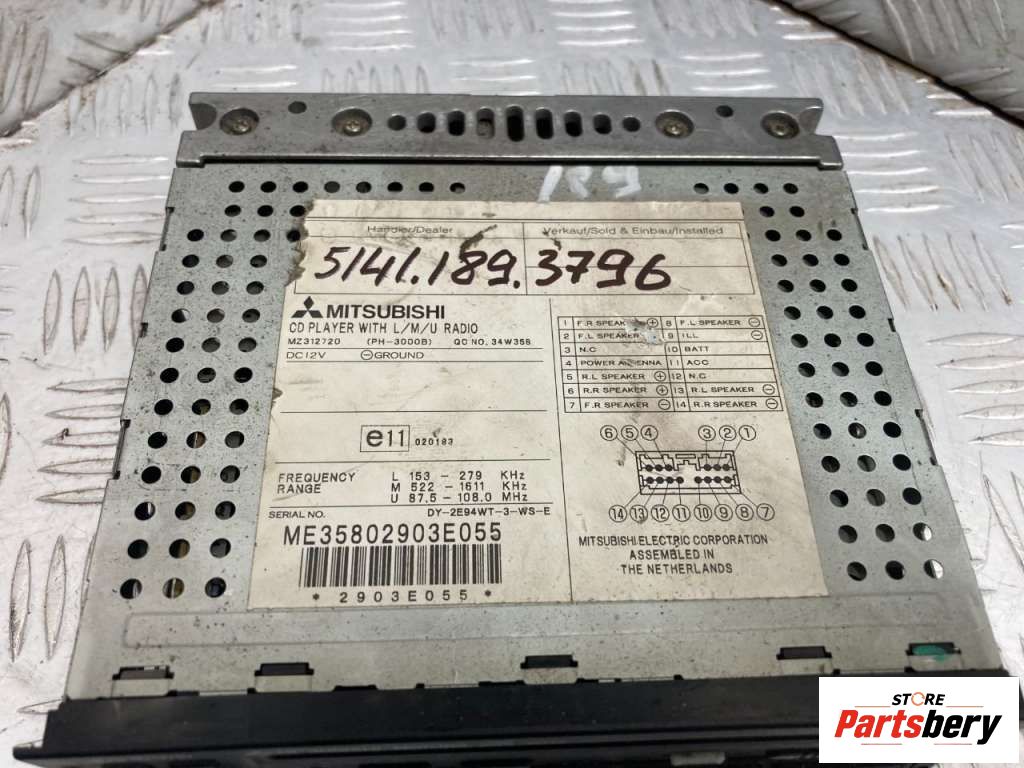 189
Händler/Dealer Verkauf/Sold & Einbau/Installed
5141.189.3796
MITSUBISHI
CD PLAYER WITH L/M/U RADIO
MZ312720 (PH-3000B) QC NO. 34W358
DC12V ⊖GROUND
e11 020183
FREQUENCY RANGE
L 153 - 279 KHz
M 522 - 1611 KHz
U 87.5 - 108.0 MHz
SERIAL NO. DY-2E94WT-3-WS-E
ME35802903E055
* 2903E055 *
1 F.R SPEAKER ⊕ 8 F.L SPEAKER ⊖
2 F.L SPEAKER ⊕ 9 ILL ⊖
3 N.C 10 BATT
4 POWER ANTENNA 11 ACC
5 R.L SPEAKER ⊕ 12 N.C
6 R.R SPEAKER ⊕ 13 R.L SPEAKER ⊖
7 F.R SPEAKER ⊖ 14 R.R SPEAKER ⊖
⑥ ⑤ ④ ③ ② ①
⑭ ⑬ ⑫ ⑪ ⑩ ⑨ ⑧ ⑦
MITSUBISHI ELECTRIC CORPORATION
ASSEMBLED IN
THE NETHERLANDS
STORE
Partsbery